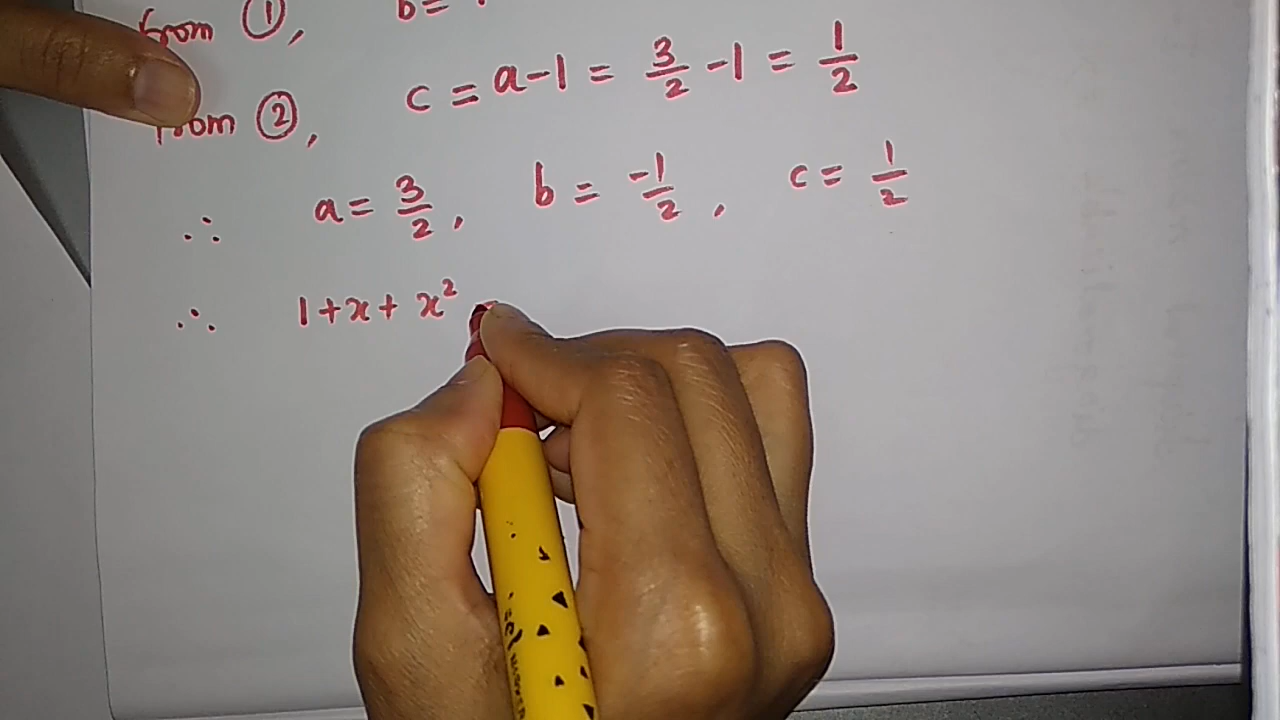 from ①, b =
from ②, c = a-1 = 3/2 - 1 = 1/2
∴ a = 3/2, b = -1/2, c = 1/2
∴ 1+x+x²